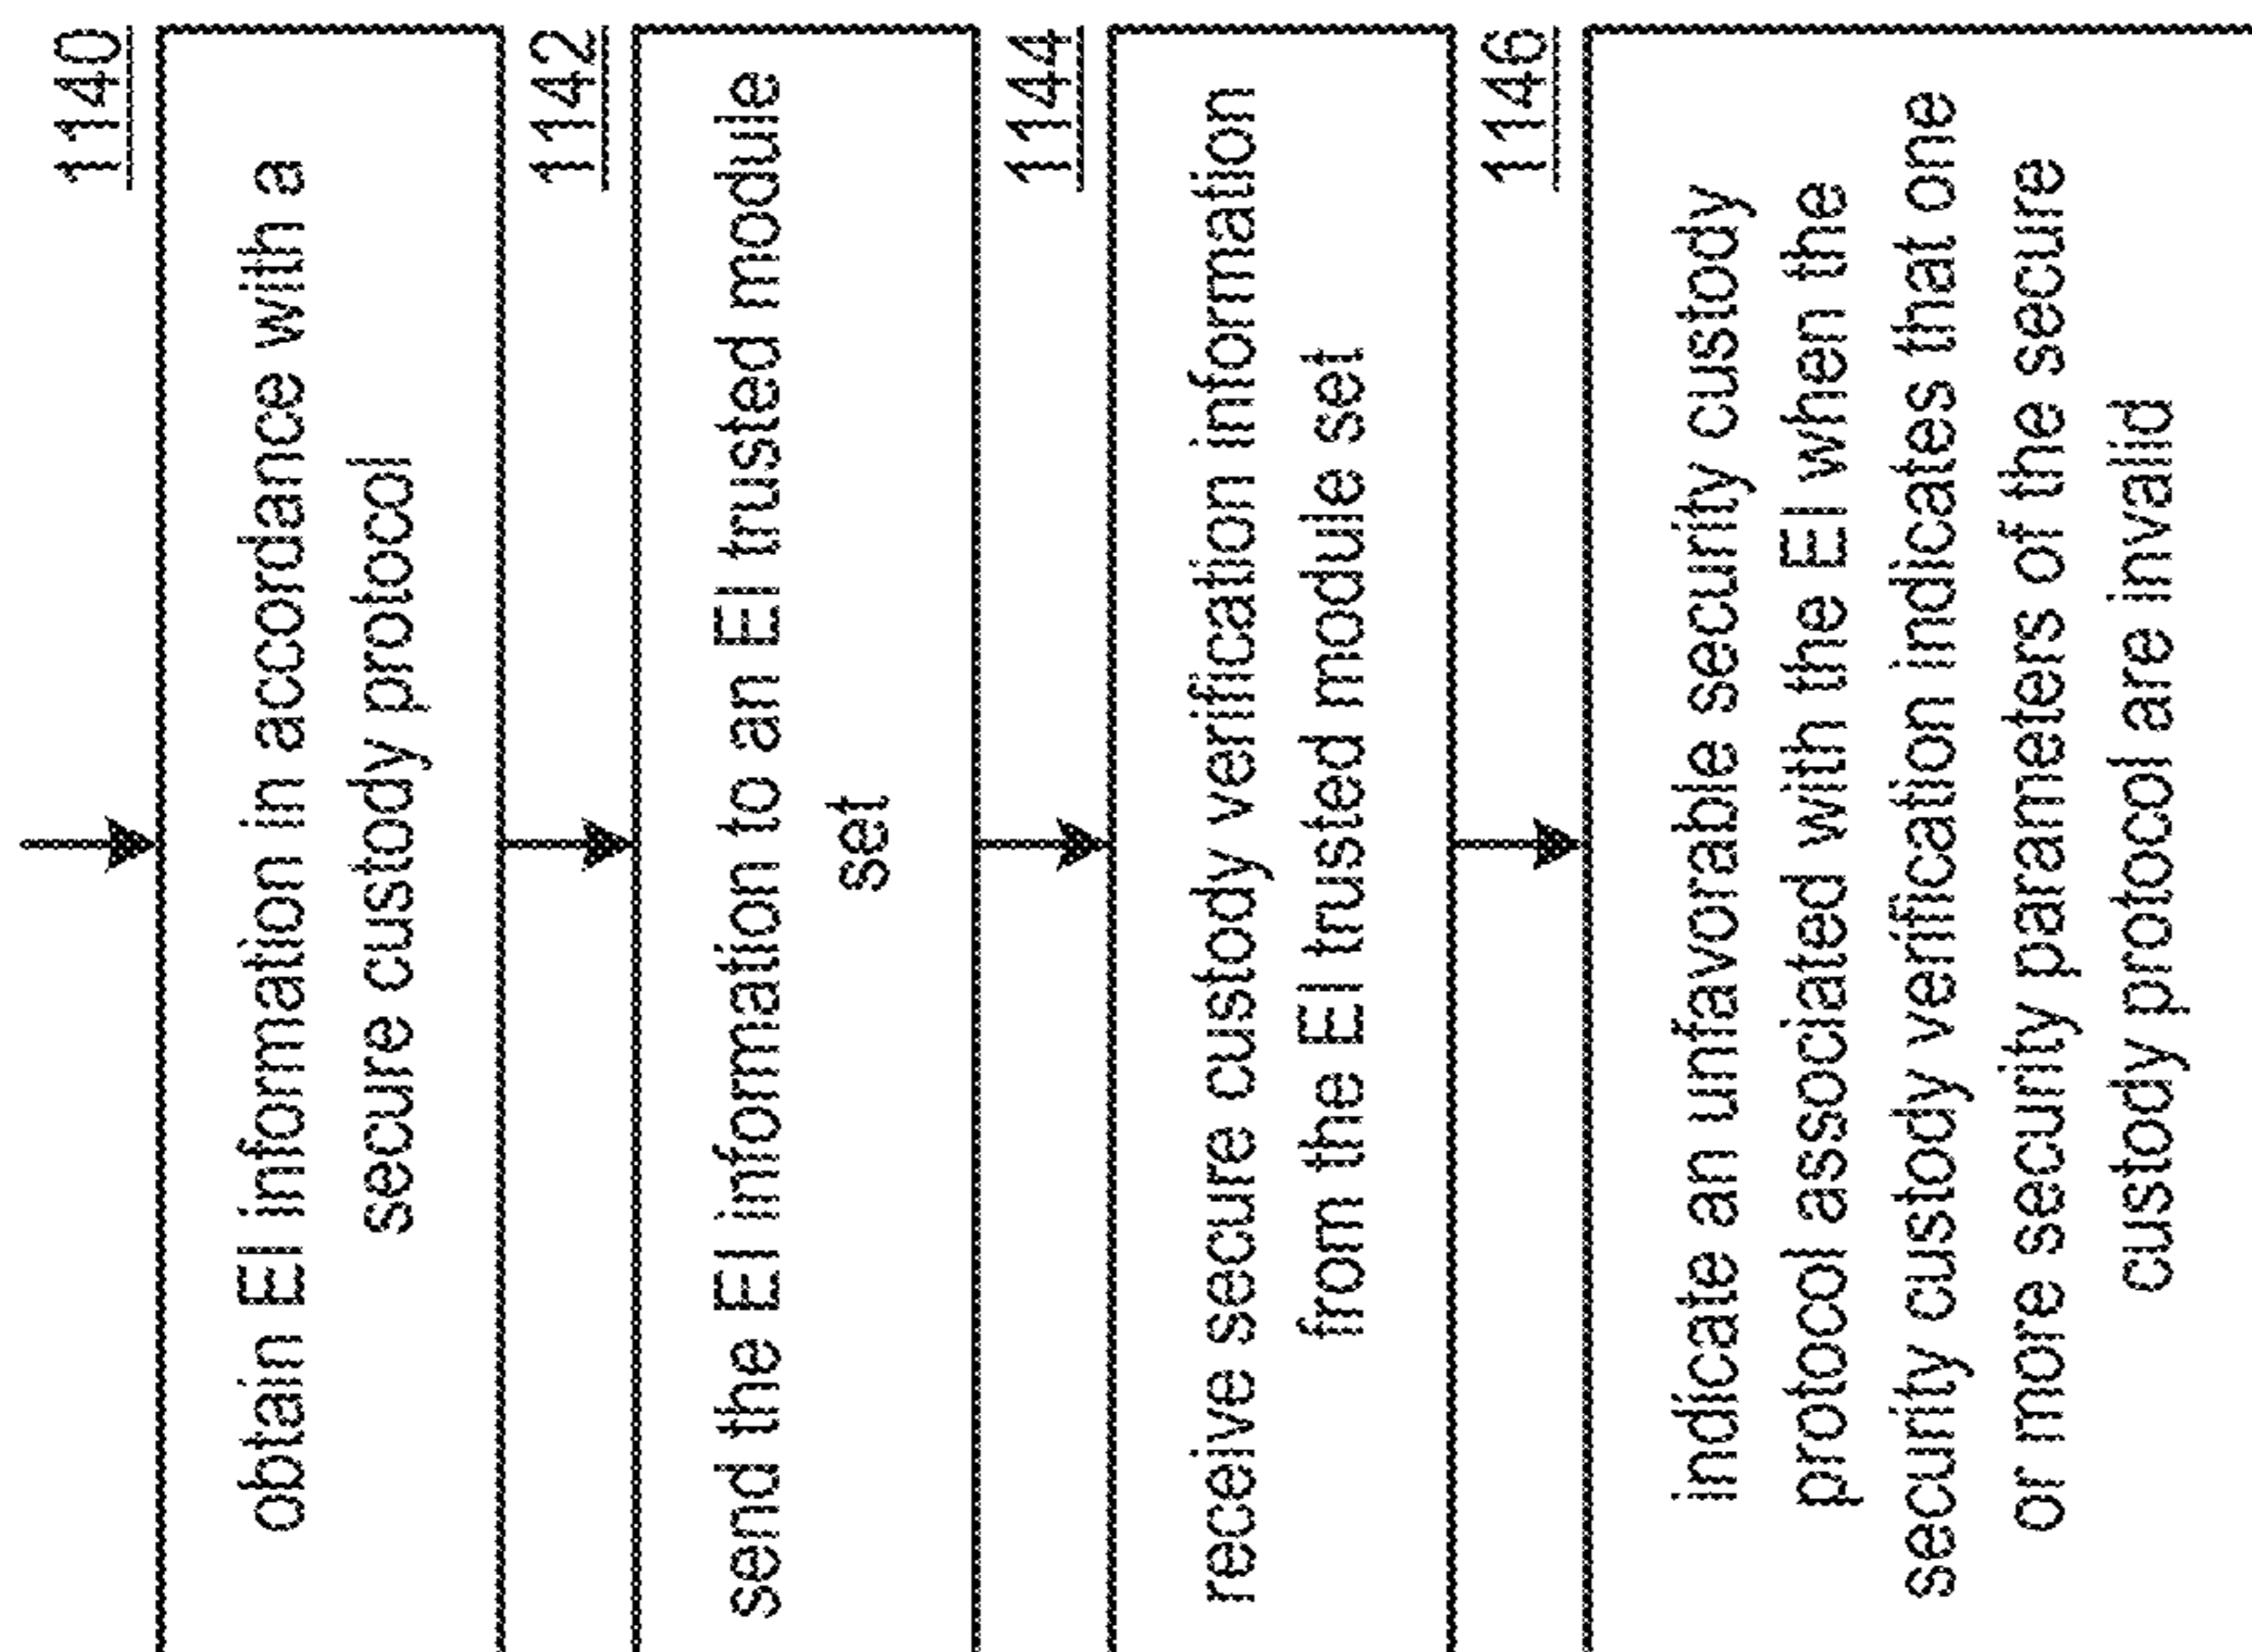 1140
obtain EI information in accordance with a
secure custody protocol
1142
send the EI information to an EI trusted module
set
1144
receive secure custody verification information
from the EI trusted module set
1146
indicate an unfavorable security custody
protocol associated with the EI when the
security custody verification indicates that one
or more security parameters of the secure
custody protocol are invalid